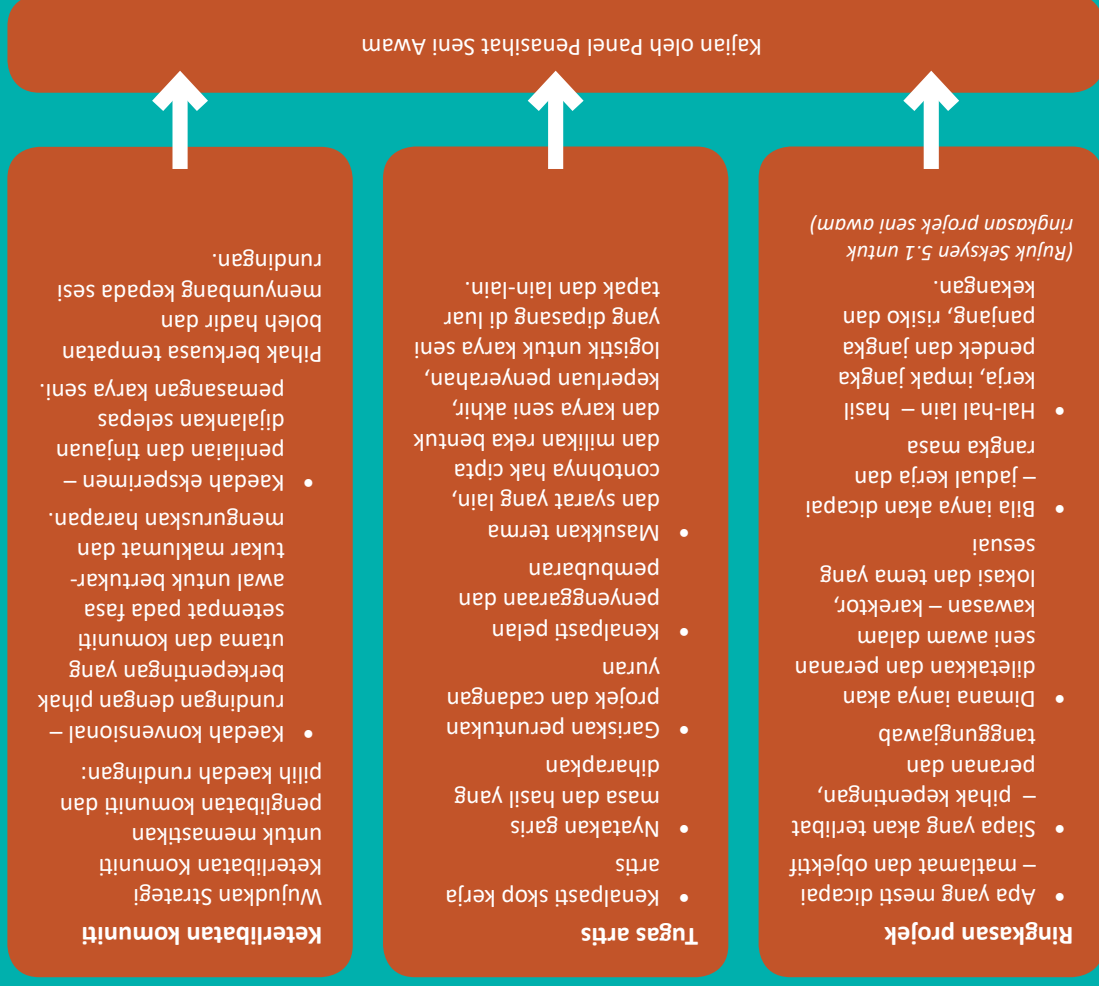 Ringkasan projek
• Apa yang mesti dicapai
– matlamat dan objektif
• Siapa yang akan terlibat
– pihak kepentingan,
peranan dan
tanggungjawab
• Dimana ianya akan
diletakkan dan peranan
seni awam dalam
kawasan – karektor,
lokasi dan tema yang
sesuai
• Bila ianya akan dicapai
– jadual kerja dan
rangka masa
• Hal-hal lain – hasil
kerja, impak jangka
pendek dan jangka
panjang, risiko dan
kekangan.
(Rujuk Seksyen 5.1 untuk
ringkasan projek seni awam)
Tugas artis
• Kenalpasti skop kerja
artis
• Nyatakan garis
masa dan hasil yang
diharapkan
• Gariskan peruntukan
projek dan cadangan
yuran
• Kenalpasti pelan
penyenggaraan dan
pembubaran
• Masukkan terma
dan syarat yang lain,
contohnya hak cipta
dan milikan reka bentuk
dan karya seni akhir,
keperluan penyerahan,
logistik untuk karya seni
yang dipasang di luar
tapak dan lain-lain.
Keterlibatan komuniti
Wujudkan Strategi
Keterlibatan Komuniti
untuk memastikan
penglibatan komuniti dan
pilih kaedah rundingan:
• Kaedah konvensional –
rundingan dengan pihak
berkepentingan yang
utama dan komuniti
setempat pada fasa
awal untuk bertukar-
tukar maklumat dan
menguruskan harapan.
• Kaedah eksperimen –
penilaian dan tinjauan
dijalankan selepas
pemasangan karya seni.
Pihak berkuasa tempatan
boleh hadir dan
menyumbang kepada sesi
rundingan.
Kajian oleh Panel Penasihat Seni Awam